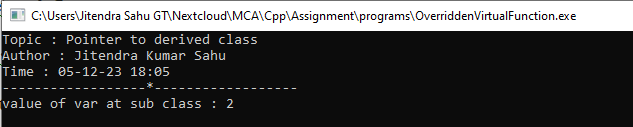 C:\Users\Jitendra Sahu GT\Nextcloud\MCA\Cpp\Assignment\programs\OverriddenVirtualFunction.exe
Topic : Pointer to derived class
Author : Jitendra Kumar Sahu
Time : 05-12-23 18:05
------------------*------------------
value of var at sub class : 2